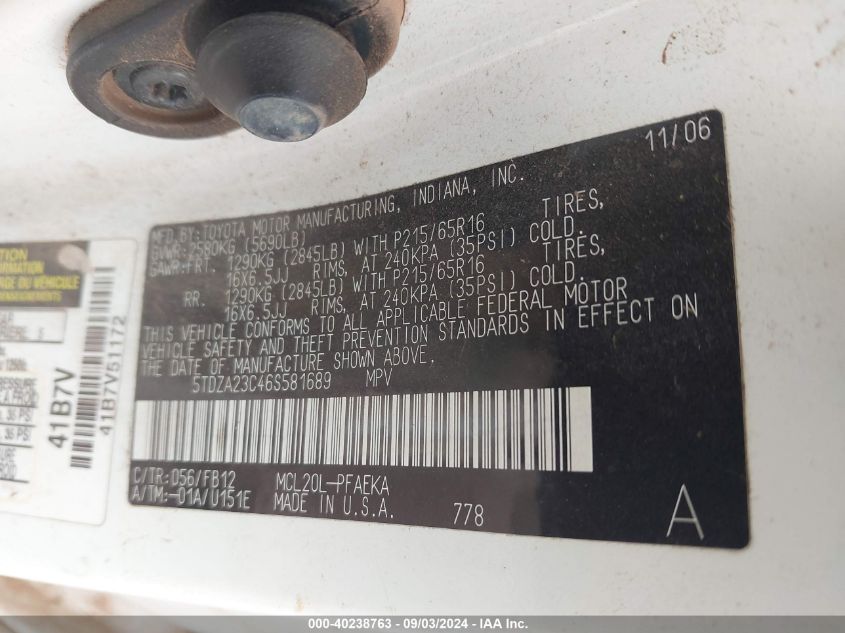 11/06
MFD. BY: TOYOTA MOTOR MANUFACTURING, INDIANA, INC.
GVWR: 2580KG (5690LB)
GAWR: FRT. 1290KG (2845LB) WITH P215/65R16 TIRES,
16X6.5JJ RIMS, AT 240KPA (35PSI) COLD.
RR. 1290KG (2845LB) WITH P215/65R16 TIRES,
16X6.5JJ RIMS, AT 240KPA (35PSI) COLD.
THIS VEHICLE CONFORMS TO ALL APPLICABLE FEDERAL MOTOR
VEHICLE SAFETY AND THEFT PREVENTION STANDARDS IN EFFECT ON
THE DATE OF MANUFACTURE SHOWN ABOVE.
5TDZA23C46S581689 MPV
C/TR: 056/FB12 MCL20L-PFAEKA
A/TM: -01A/U151E MADE IN U.S.A. 778 A
41B7V
41B7V51172
000-40238763 - 09/03/2024 - IAA Inc.